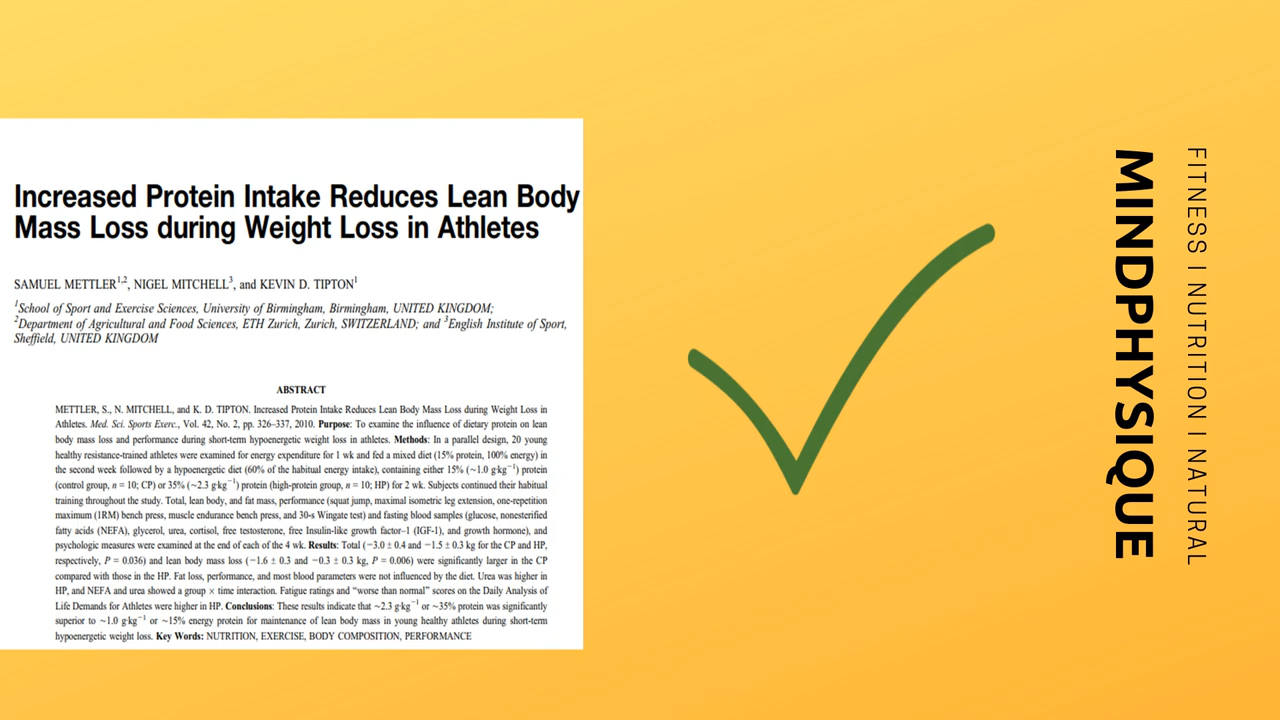 Increased Protein Intake Reduces Lean Body
Mass Loss during Weight Loss in Athletes
SAMUEL METTLER1,2, NIGEL MITCHELL3, and KEVIN D. TIPTON1
1School of Sport and Exercise Sciences, University of Birmingham, Birmingham, UNITED KINGDOM;
2Department of Agricultural and Food Sciences, ETH Zurich, Zurich, SWITZERLAND; and 3English Institute of Sport,
Sheffield, UNITED KINGDOM
ABSTRACT
METTLER, S., N. MITCHELL, and K. D. TIPTON. Increased Protein Intake Reduces Lean Body Mass Loss during Weight Loss in
Athletes. Med. Sci. Sports Exerc., Vol. 42, No. 2, pp. 326–337, 2010. Purpose: To examine the influence of dietary protein on lean
body mass loss and performance during short-term hypoenergetic weight loss in athletes. Methods: In a parallel design, 20 young
healthy resistance-trained athletes were examined for energy expenditure for 1 wk and fed a mixed diet (15% protein, 100% energy) in
the second week followed by a hypoenergetic diet (60% of the habitual energy intake), containing either 15% (~1.0 g·kg−1) protein
(control group, n = 10; CP) or 35% (~2.3 g·kg−1) protein (high-protein group, n = 10; HP) for 2 wk. Subjects continued their habitual
training throughout the study. Total, lean body, and fat mass, performance (squat jump, maximal isometric leg extension, one-repetition
maximum (1RM) bench press, muscle endurance bench press, and 30-s Wingate test) and fasting blood samples (glucose, nonesterified
fatty acids (NEFA), glycerol, urea, cortisol, free testosterone, free Insulin-like growth factor–1 (IGF-1), and growth hormone), and
psychologic measures were examined at the end of each of the 4 wk. Results: Total (−3.0 ± 0.4 and −1.5 ± 0.3 kg for the CP and HP,
respectively, P = 0.036) and lean body mass loss (−1.6 ± 0.3 and −0.3 ± 0.3 kg, P = 0.006) were significantly larger in the CP
compared with those in the HP. Fat loss, performance, and most blood parameters were not influenced by the diet. Urea was higher in
HP, and NEFA and urea showed a group × time interaction. Fatigue ratings and “worse than normal” scores on the Daily Analysis of
Life Demands for Athletes were higher in HP. Conclusions: These results indicate that ~2.3 g·kg−1 or ~35% protein was significantly
superior to ~1.0 g·kg−1 or ~15% energy protein for maintenance of lean body mass in young healthy athletes during short-term
hypoenergetic weight loss. Key Words: NUTRITION, EXERCISE, BODY COMPOSITION, PERFORMANCE
FITNESS I NUTRITION I NATURAL
MINDPHYSIQUE